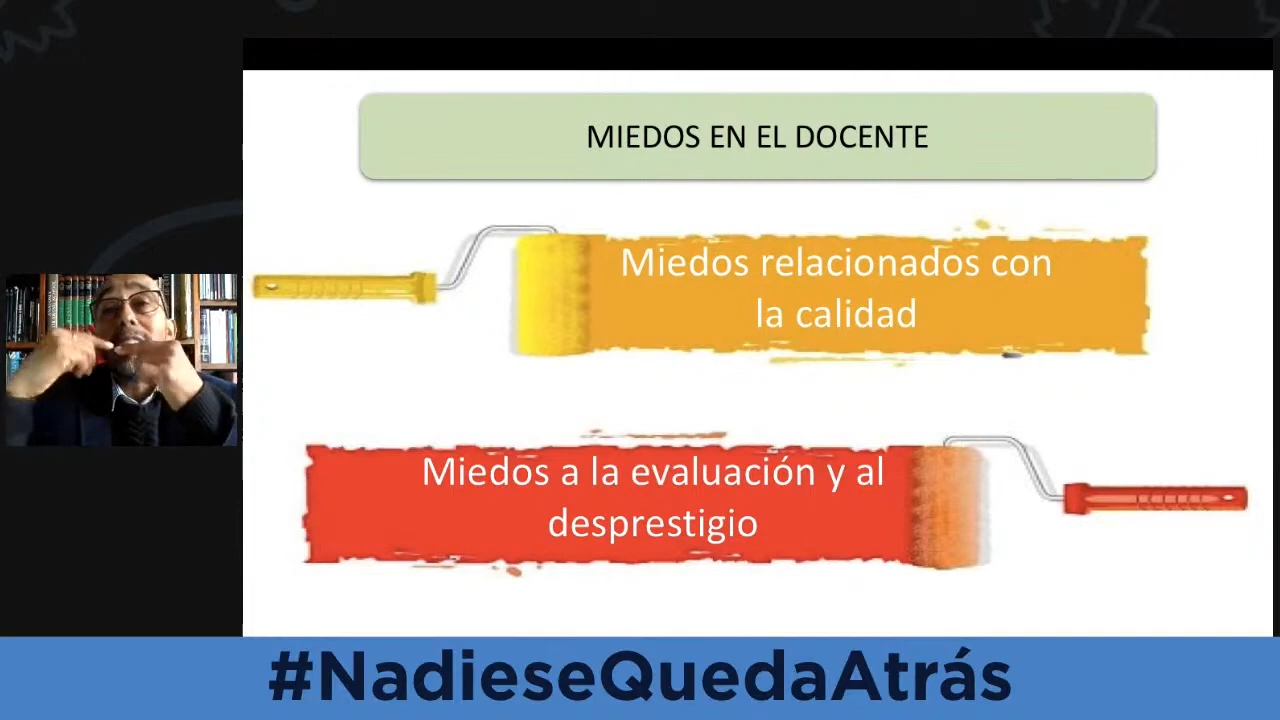 MIEDOS EN EL DOCENTE
Miedos relacionados con
la calidad
Miedos a la evaluación y al
desprestigio
#NadieseQuedaAtrás